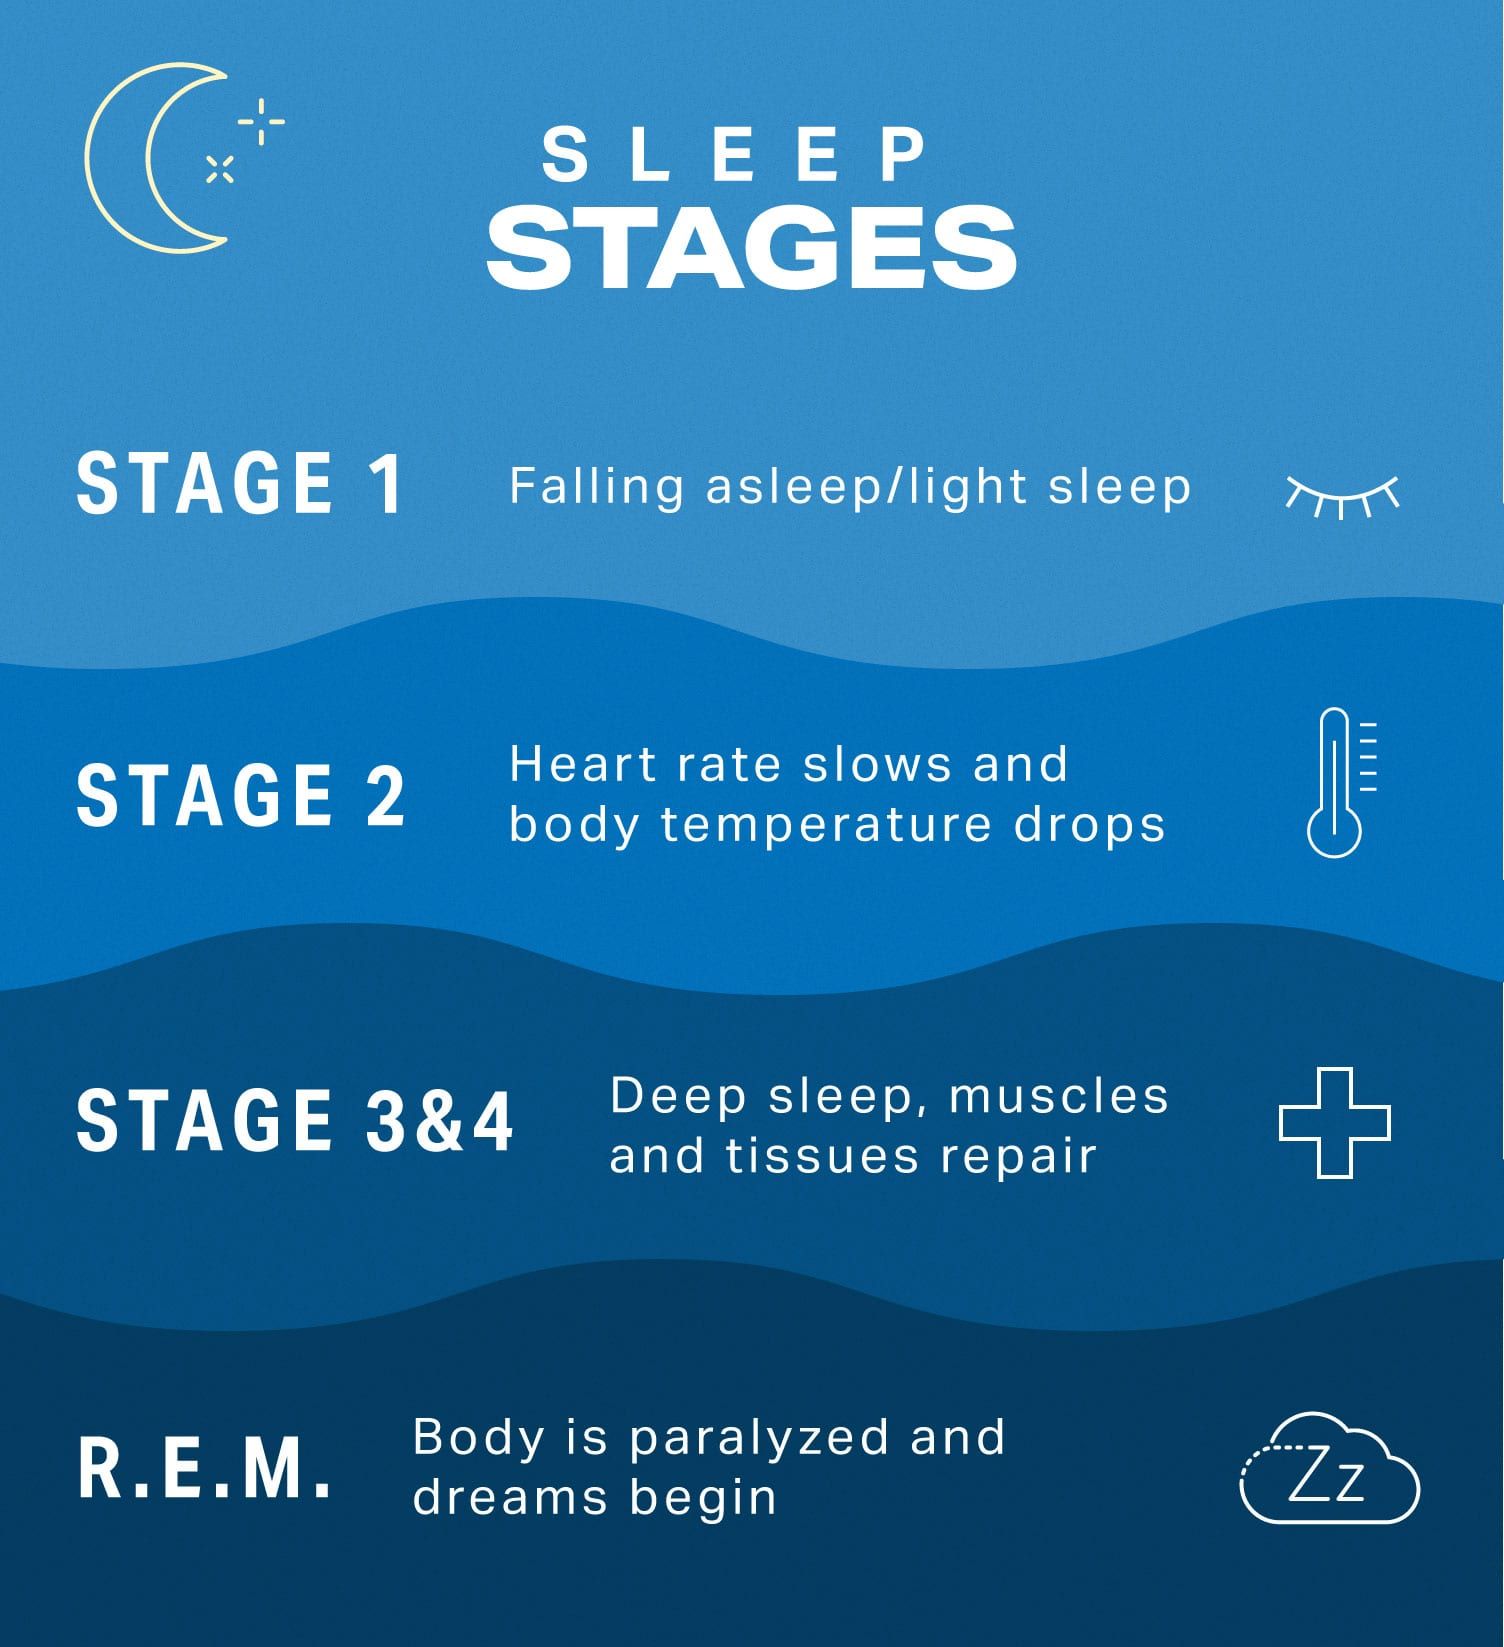 SLEEP
STAGES
STAGE 1
Falling asleep/light sleep
STAGE 2
Heart rate slows and
body temperature drops
STAGE 3&4
Deep sleep, muscles
and tissues repair
R.E.M.
Body is paralyzed and
dreams begin
Zz